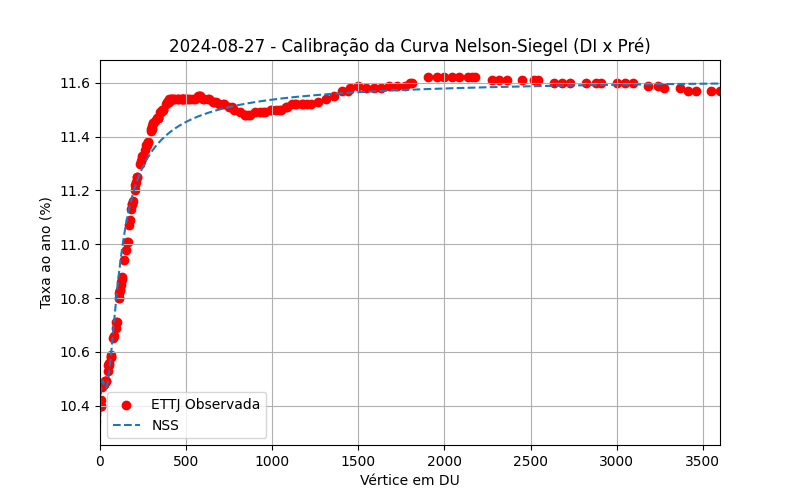 2024-08-27 - Calibração da Curva Nelson-Siegel (DI x Pré)
Taxa ao ano (%)
11.6
11.4
11.2
11.0
10.8
10.6
10.4
ETTJ Observada
NSS
0 500 1000 1500 2000 2500 3000 3500
Vértice em DU